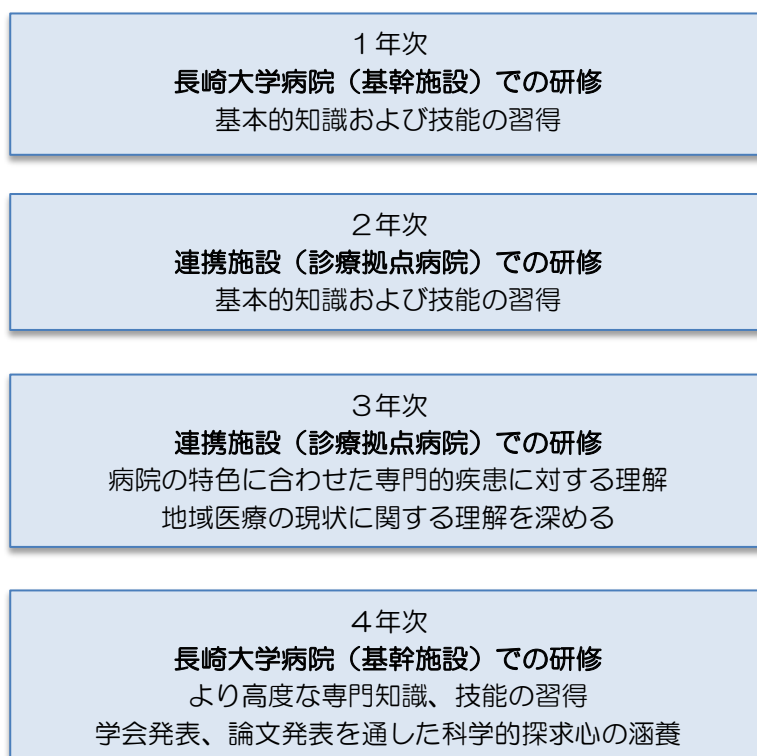 １年次
長崎大学病院（基幹施設）での研修
基本的知識および技能の習得
２年次
連携施設（診療拠点病院）での研修
基本的知識および技能の習得
３年次
連携施設（診療拠点病院）での研修
病院の特色に合わせた専門的疾患に対する理解
地域医療の現状に関する理解を深める
４年次
長崎大学病院（基幹施設）での研修
より高度な専門知識、技能の習得
学会発表、論文発表を通した科学的探求心の涵養